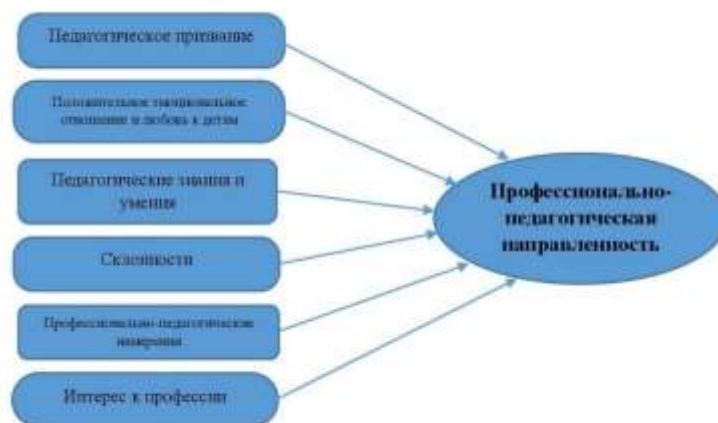 Педагогическое призвание
Положительное эмоциональное
отношение и любовь к детям
Педагогические знания и
умения
Склонности
Профессионально-педагогические
намерения
Интерес к профессии
Профессионально-
педагогическая
направленность